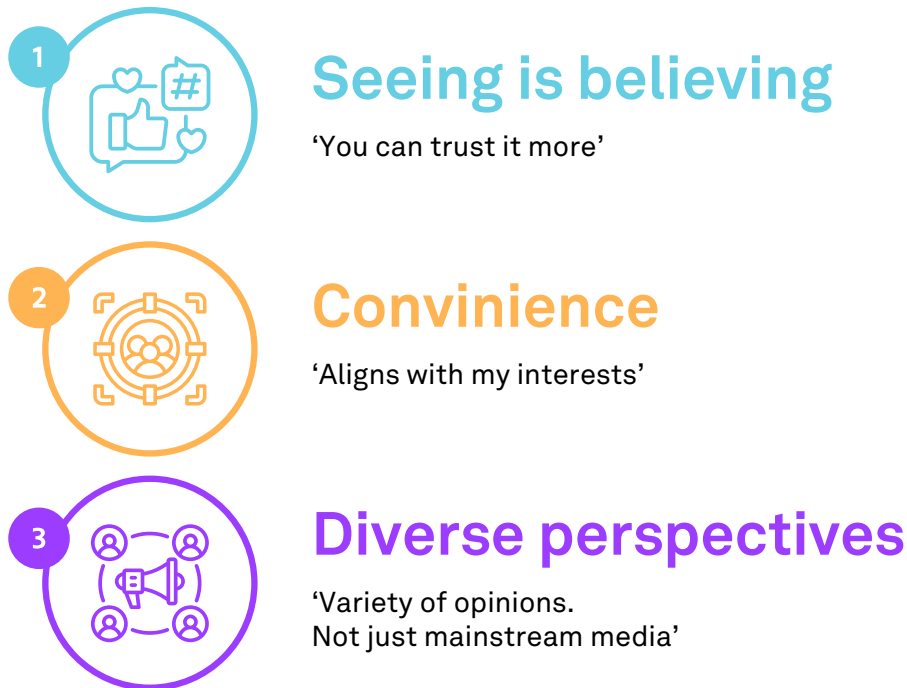 1
#
Seeing is believing
‘You can trust it more’
2
Convinience
‘Aligns with my interests’
3
Diverse perspectives
‘Variety of opinions.
Not just mainstream media’